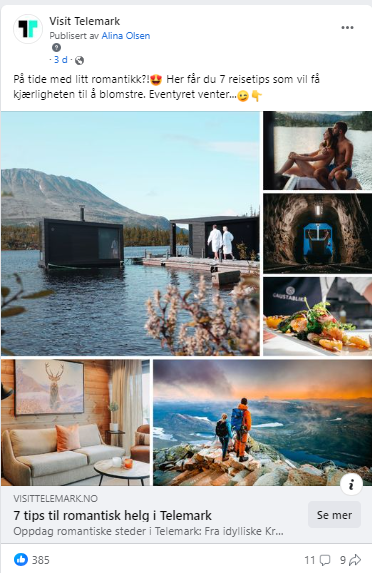 Visit Telemark
Publisert av Alina Olsen
· 3 d ·
På tide med litt romantikk?!😍 Her får du 7 reisetips som vil få
kjærligheten til å blomstre. Eventyret venter...😉👇
GAUSTABLIKK
VISITTELEMARK.NO
7 tips til romantisk helg i Telemark
Oppdag romantiske steder i Telemark: Fra idylliske Kr...
Se mer
385
11
9